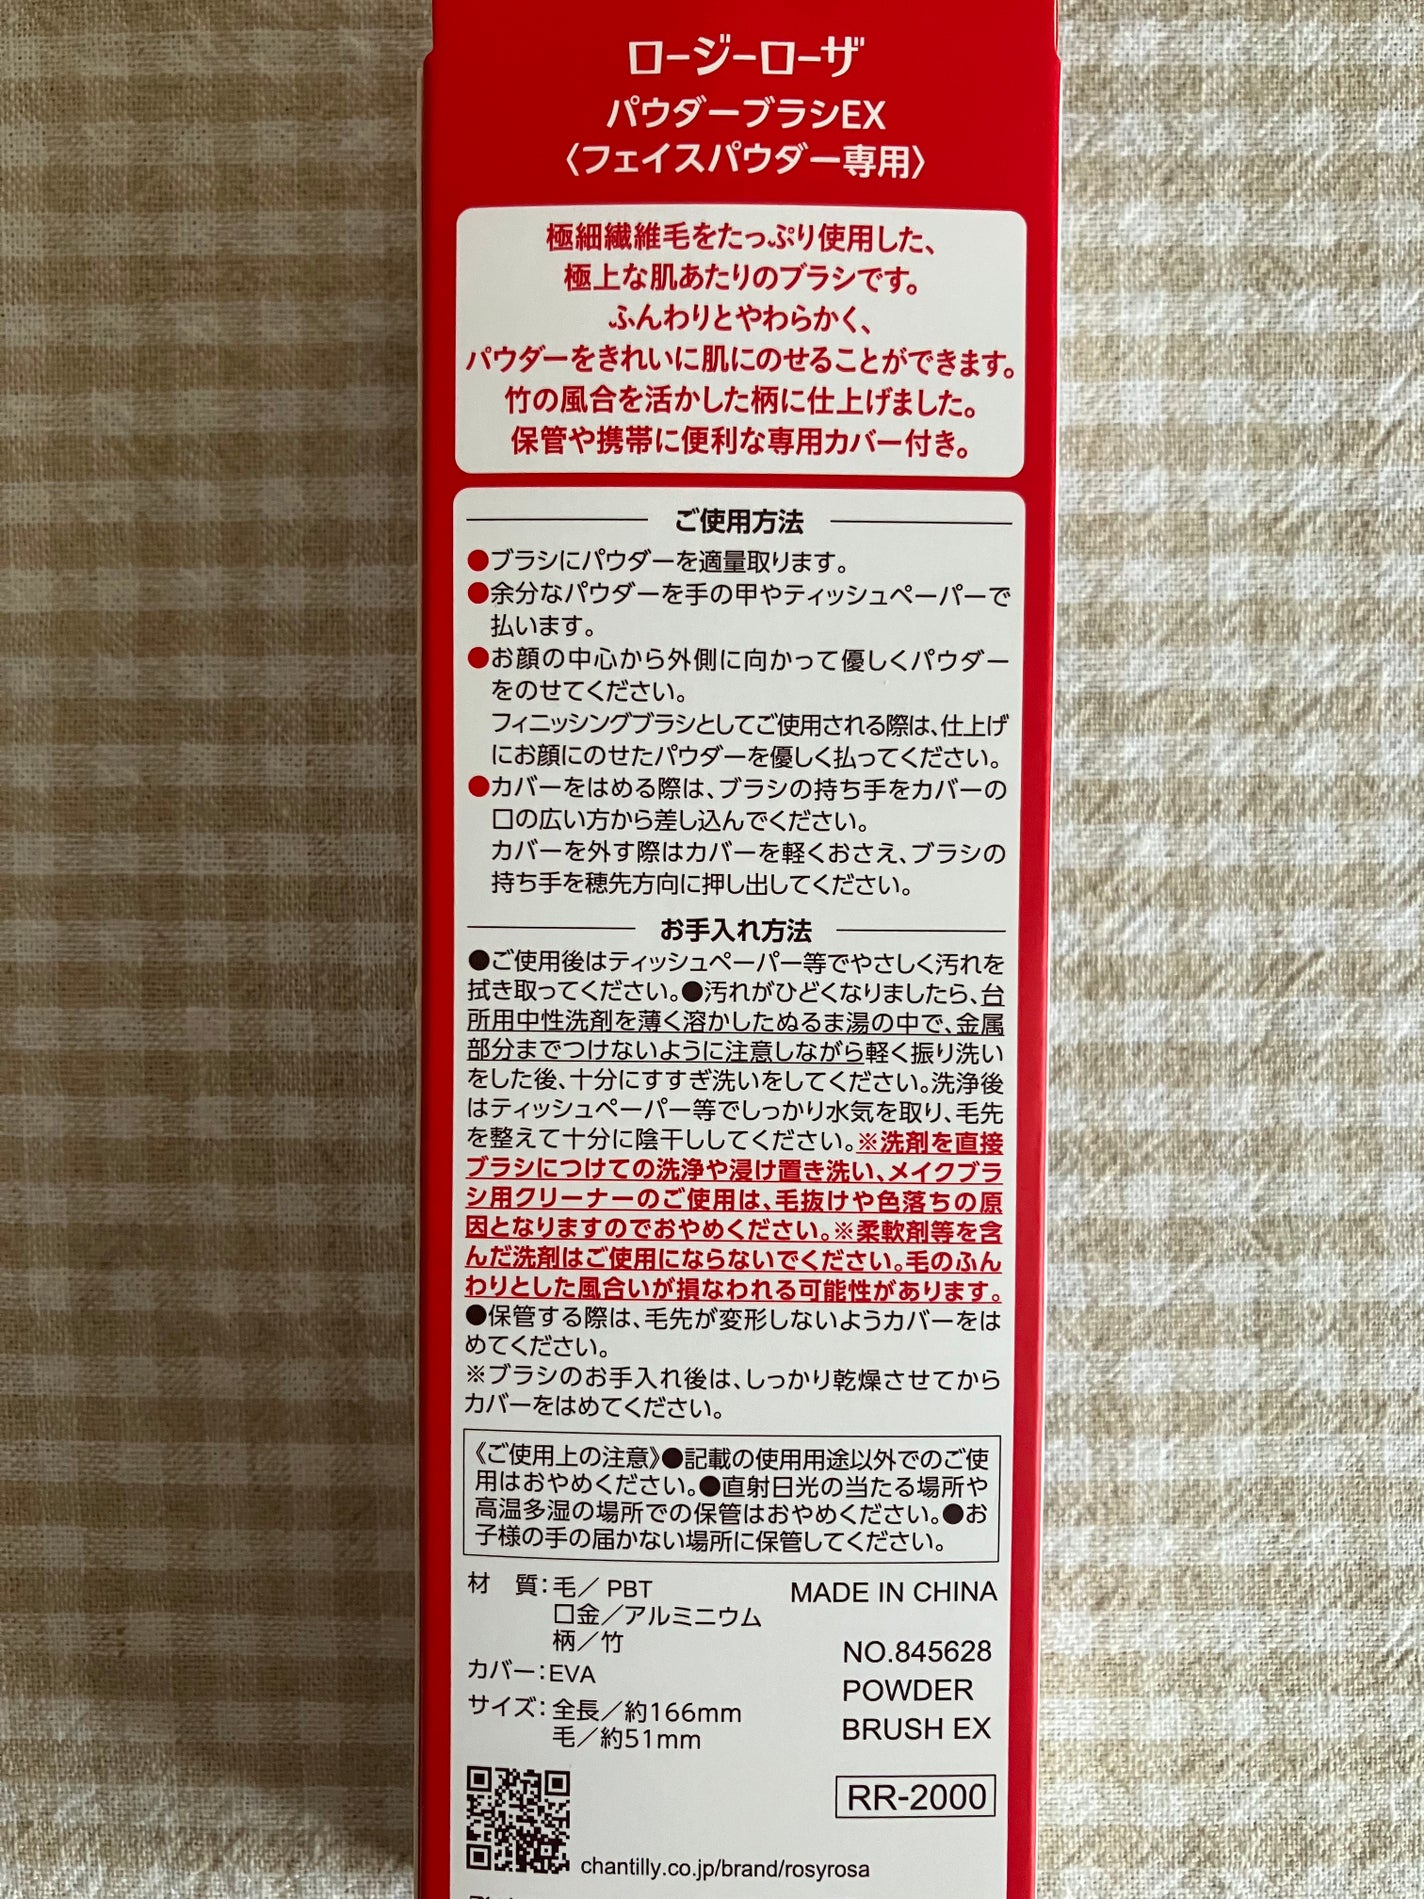 ロージーローザ
パウダーブラシEX
〈フェイスパウダー専用〉
極細繊維毛をたっぷり使用した、
極上な肌あたりのブラシです。
ふんわりとやわらかく、
パウダーをきれいに肌にのせることができます。
竹の風合を活かした柄に仕上げました。
保管や携帯に便利な専用カバー付き。
ご使用方法
●ブラシにパウダーを適量取ります。
●余分なパウダーを手の甲やティッシュペーパーで
払います。
●お顔の中心から外側に向かって優しくパウダー
をのせてください。
フィニッシングブラシとしてご使用される際は、仕上げ
にお顔にのせたパウダーを優しく払ってください。
●カバーをはめる際は、ブラシの持ち手をカバーの
口の広い方から差し込んでください。
カバーを外す際はカバーを軽くおさえ、ブラシの
持ち手を穂先方向に押し出してください。
お手入れ方法
●ご使用後はティッシュペーパー等でやさしく汚れを
拭き取ってください。●汚れがひどくなりましたら、台
所用中性洗剤を薄く溶かしたぬるま湯の中で、金属
部分までつけないように注意しながら軽く振り洗い
をした後、十分にすすぎ洗いをしてください。洗浄後
はティッシュペーパー等でしっかり水気を取り、毛先
を整えて十分に陰干ししてください。※洗剤を直接
ブラシにつけての洗浄や浸け置き洗い、メイクブラ
シ用クリーナーのご使用は、毛抜けや色落ちの原
因となりますのでおやめください。※柔軟剤等を含
んだ洗剤はご使用にならないでください。毛のふん
わりとした風合いが損なわれる可能性があります。
●保管する際は、毛先が変形しないようカバーをは
めてください。
※ブラシのお手入れ後は、しっかり乾燥させてから
カバーをはめてください。
《ご使用上の注意》●記載の使用用途以外でのご使
用はおやめください。●直射日光の当たる場所や
高温多湿の場所での保管はおやめください。●お
子様の手の届かない場所に保管してください。
材 質：毛／PBT
口金／アルミニウム
柄／竹
カバー：EVA
サイズ：全長／約166mm
毛／約51mm
MADE IN CHINA
NO.845628
POWDER
BRUSH EX
RR-2000
chantilly.co.jp/brand/rosyrosa